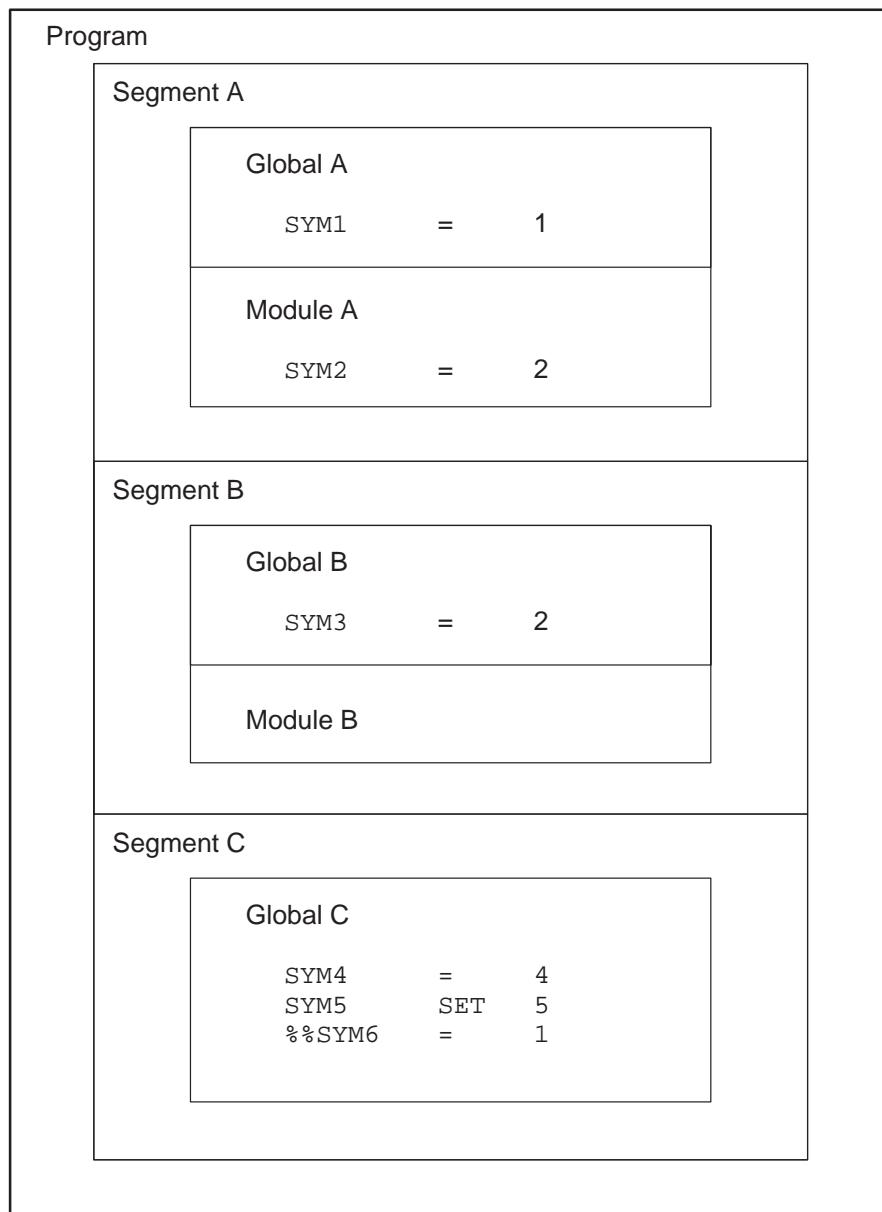 Program
Segment A
Global A
SYM1 = 1
Module A
SYM2 = 2
Segment B
Global B
SYM3 = 2
Module B
Segment C
Global C
SYM4 = 4
SYM5 SET 5
%%SYM6 = 1